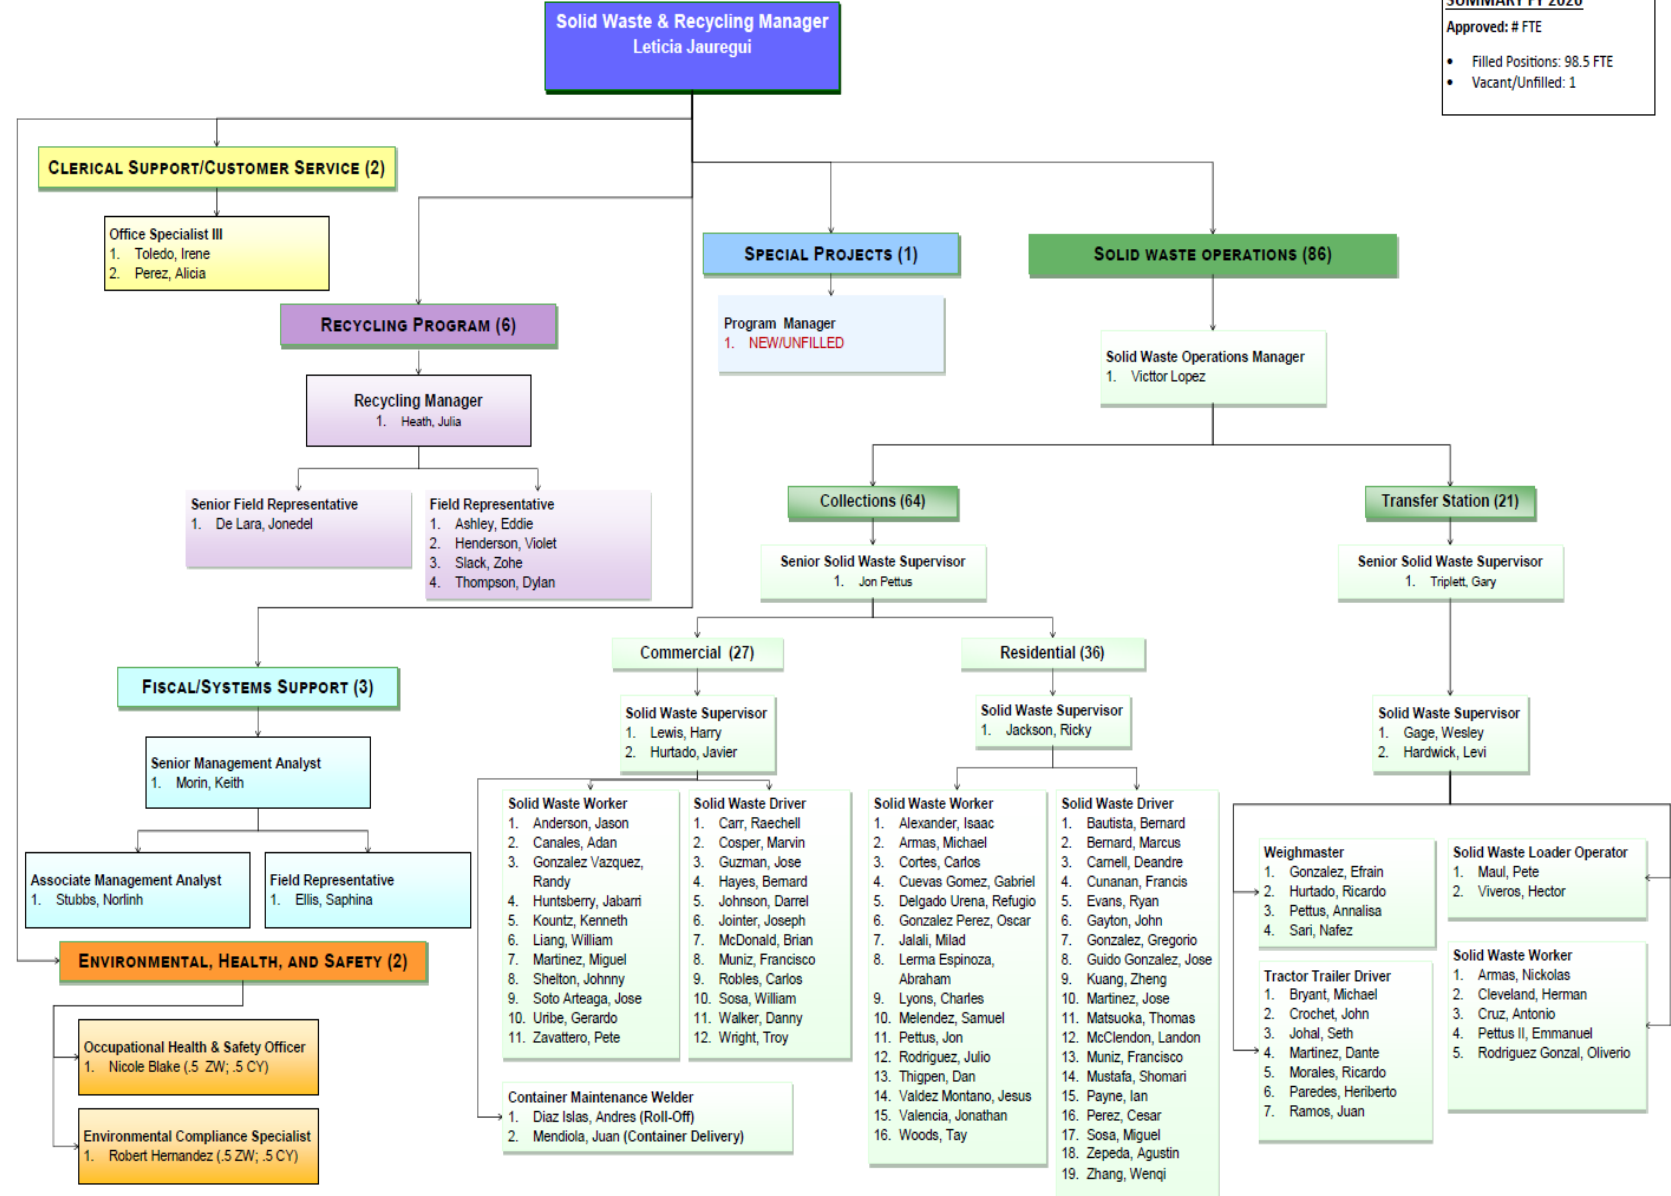 Solid Waste & Recycling Manager
Leticia Jauregui
SUMMARY FY 2026
Approved: # FTE
• Filled Positions: 98.5 FTE
• Vacant/Unfilled: 1
CLERICAL SUPPORT/CUSTOMER SERVICE (2)
Office Specialist III
1. Toledo, Irene
2. Perez, Alicia
RECYCLING PROGRAM (6)
Recycling Manager
1. Heath, Julia
Senior Field Representative
1. De Lara, Jonedel
Field Representative
1. Ashley, Eddie
2. Henderson, Violet
3. Slack, Zohe
4. Thompson, Dylan
SPECIAL PROJECTS (1)
Program Manager
1. NEW/UNFILLED
SOLID WASTE OPERATIONS (86)
Solid Waste Operations Manager
1. Victtor Lopez
Collections (64)
Senior Solid Waste Supervisor
1. Jon Pettus
Transfer Station (21)
Senior Solid Waste Supervisor
1. Triplett, Gary
FISCAL/SYSTEMS SUPPORT (3)
Senior Management Analyst
1. Morin, Keith
Associate Management Analyst
1. Stubbs, Norlinh
Field Representative
1. Ellis, Saphina
ENVIRONMENTAL, HEALTH, AND SAFETY (2)
Occupational Health & Safety Officer
1. Nicole Blake (.5 ZW; .5 CY)
Environmental Compliance Specialist
1. Robert Hernandez (.5 ZW; .5 CY)
Commercial (27)
Solid Waste Supervisor
1. Lewis, Harry
2. Hurtado, Javier
Solid Waste Worker
1. Anderson, Jason
2. Canales, Adan
3. Gonzalez Vazquez,
Randy
4. Huntsberry, Jabarri
5. Kountz, Kenneth
6. Liang, William
7. Martinez, Miguel
8. Shelton, Johnny
9. Soto Arteaga, Jose
10. Uribe, Gerardo
11. Zavattero, Pete
Solid Waste Driver
1. Carr, Raechell
2. Cosper, Marvin
3. Guzman, Jose
4. Hayes, Bernard
5. Johnson, Darrel
6. Jointer, Joseph
7. McDonald, Brian
8. Muniz, Francisco
9. Robles, Carlos
10. Sosa, William
11. Walker, Danny
12. Wright, Troy
Container Maintenance Welder
1. Diaz Islas, Andres (Roll-Off)
2. Mendiola, Juan (Container Delivery)
Residential (36)
Solid Waste Supervisor
1. Jackson, Ricky
Solid Waste Worker
1. Alexander, Isaac
2. Armas, Michael
3. Cortes, Carlos
4. Cuevas Gomez, Gabriel
5. Delgado Urena, Refugio
6. Gonzalez Perez, Oscar
7. Jalali, Milad
8. Lerma Espinoza,
Abraham
9. Lyons, Charles
10. Melendez, Samuel
11. Pettus, Jon
12. Rodriguez, Julio
13. Thigpen, Dan
14. Valdez Montano, Jesus
15. Valencia, Jonathan
16. Woods, Tay
Solid Waste Driver
1. Bautista, Bernard
2. Bernard, Marcus
3. Carnell, Deandre
4. Cunanan, Francis
5. Evans, Ryan
6. Gayton, John
7. Gonzalez, Gregorio
8. Guido Gonzalez, Jose
9. Kuang, Zheng
10. Martinez, Jose
11. Matsuoka, Thomas
12. McClendon, Landon
13. Muniz, Francisco
14. Mustafa, Shomari
15. Payne, Ian
16. Perez, Cesar
17. Sosa, Miguel
18. Zepeda, Agustin
19. Zhang, Wenqi
Solid Waste Supervisor
1. Gage, Wesley
2. Hardwick, Levi
Weighmaster
1. Gonzalez, Efrain
2. Hurtado, Ricardo
3. Pettus, Annalisa
4. Sari, Nafez
Tractor Trailer Driver
1. Bryant, Michael
2. Crochet, John
3. Johal, Seth
4. Martinez, Dante
5. Morales, Ricardo
6. Paredes, Heriberto
7. Ramos, Juan
Solid Waste Loader Operator
1. Maul, Pete
2. Viveros, Hector
Solid Waste Worker
1. Armas, Nickolas
2. Cleveland, Herman
3. Cruz, Antonio
4. Pettus II, Emmanuel
5. Rodriguez Gonzal, Oliverio